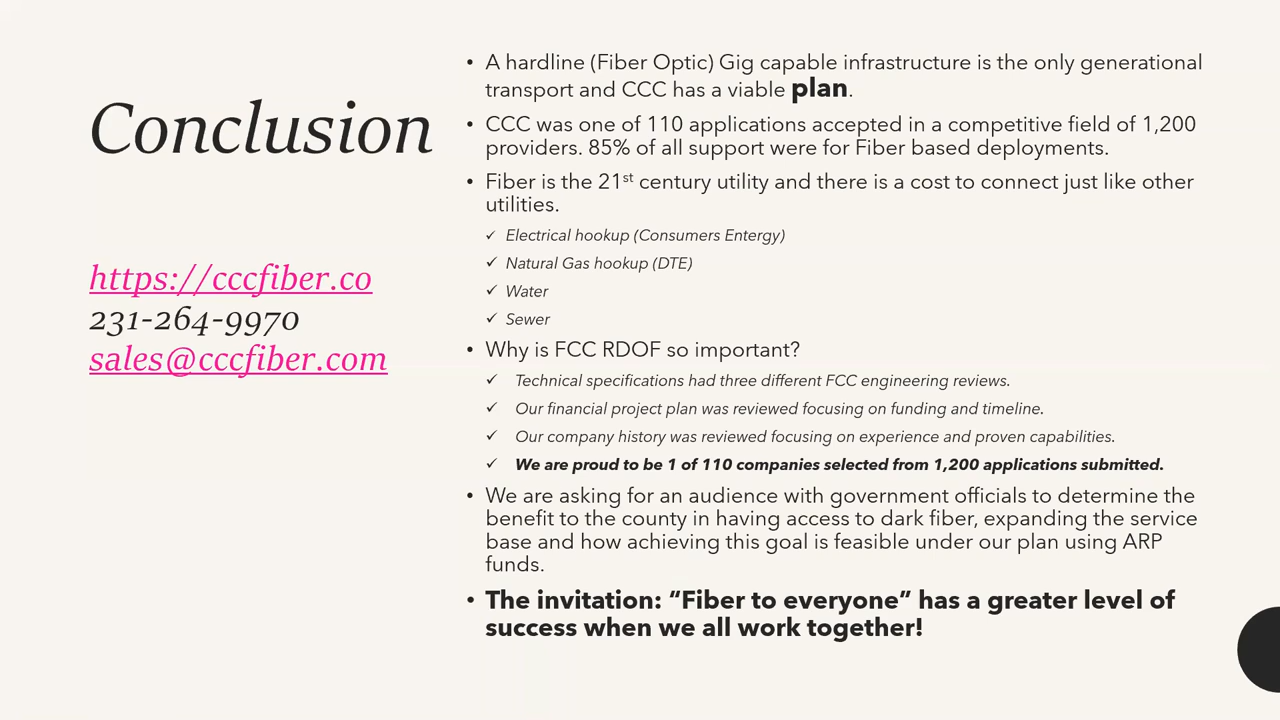 Conclusion
https://cccfiber.co
231-264-9970
sales@cccfiber.com
• A hardline (Fiber Optic) Gig capable infrastructure is the only generational
transport and CCC has a viable plan.
• CCC was one of 110 applications accepted in a competitive field of 1,200
providers. 85% of all support were for Fiber based deployments.
• Fiber is the 21st century utility and there is a cost to connect just like other
utilities.
✓ Electrical hookup (Consumers Entergy)
✓ Natural Gas hookup (DTE)
✓ Water
✓ Sewer
• Why is FCC RDOF so important?
✓ Technical specifications had three different FCC engineering reviews.
✓ Our financial project plan was reviewed focusing on funding and timeline.
✓ Our company history was reviewed focusing on experience and proven capabilities.
✓ We are proud to be 1 of 110 companies selected from 1,200 applications submitted.
• We are asking for an audience with government officials to determine the
benefit to the county in having access to dark fiber, expanding the service
base and how achieving this goal is feasible under our plan using ARP
funds.
• The invitation: “Fiber to everyone” has a greater level of
success when we all work together!